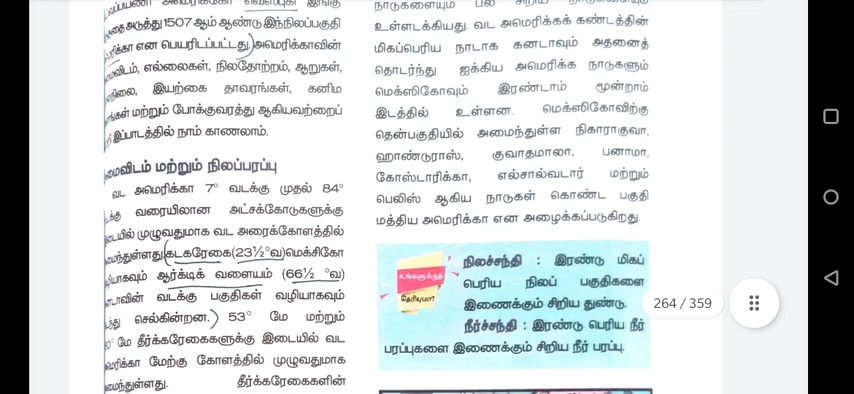 அதை அடுத்து 1507 ஆம் ஆண்டு இந்நிலப்பகுதி
என பெயரிடப்பட்டது. அமெரிக்காவின்
எல்லைகள், நிலதோற்றம், ஆறுகள்,
இயற்கை தாவரங்கள், கனிம
மற்றும் போக்குவரத்து ஆகியவற்றைப்
இப்பாடத்தில் நாம் காணலாம்.
மைவிடம் மற்றும் நிலப்பரப்பு
வட அமெரிக்கா 7° வடக்கு முதல் 84°
வரையிலான அட்சக்கோடுகளுக்கு
டையில் முழுவதுமாக வட அரைக்கோளத்தில்
மைந்துள்ளது. கடகரேகை(23½°வ) மெக்சிகோ
யாகவும் ஆர்க்டிக் வளையம் (66½ °வ)
டாவின் வடக்கு பகுதிகள் வழியாகவும்
ந்து செல்கின்றன. 53° மே மற்றும்
0° மே தீர்க்கரேகைகளுக்கு இடையில் வட
மரிக்கா மேற்கு கோளத்தில் முழுவதுமாக
மைந்துள்ளது. தீர்க்கரேகைகளின்
நாடுகளையும் பல சிறிய நாடுகளையும்
உள்ளடக்கியது. வட அமெரிக்கக் கண்டத்தின்
மிகப்பெரிய நாடாக கனடாவும் அதனைத்
தொடர்ந்து ஐக்கிய அமெரிக்க நாடுகளும்
மெக்ஸிகோவும் இரண்டாம் மூன்றாம்
இடத்தில் உள்ளன. மெக்ஸிகோவிற்கு
தென்பகுதியில் அமைந்துள்ள நிகாராகுவா,
ஹாண்டுராஸ், குவாதமாலா, பனாமா,
கோஸ்டாரிக்கா, எல்சால்வடார் மற்றும்
பெலிஸ் ஆகிய நாடுகள் கொண்ட பகுதி
மத்திய அமெரிக்கா என அழைக்கப்படுகிறது.
உங்களுக்குத்
தெரியுமா?
நிலச்சந்தி : இரண்டு மிகப்
பெரிய நிலப் பகுதிகளை
இணைக்கும் சிறிய துண்டு.
நீர்ச்சந்தி : இரண்டு பெரிய நீர்
பரப்புகளை இணைக்கும் சிறிய நீர் பரப்பு.
264 / 359